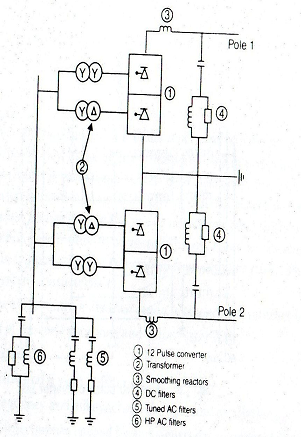 ③
Pole 1
Y Y
①
④
Y Δ
②
Y Δ
①
④
Y Y
Pole 2
③
⑥
⑤
① 12 Pulse converter
② Transformer
③ Smoothing reactors
④ DC filters
⑤ Tuned AC filters
⑥ HP AC filters